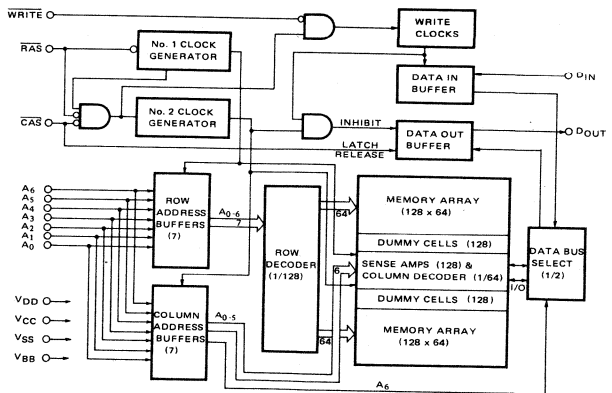 WRITE
RAS
CAS
No. 1 CLOCK
GENERATOR
No. 2 CLOCK
GENERATOR
WRITE
CLOCKS
DATA IN
BUFFER
DIN
INHIBIT
LATCH
RELEASE
DATA OUT
BUFFER
DOUT
A6
A5
A4
A3
A2
A1
A0
ROW
ADDRESS
BUFFERS
(7)
A0-6
7
ROW
DECODER
(1/128)
64
64
MEMORY ARRAY
(128 x 64)
DUMMY CELLS (128)
6
SENSE AMPS (128) &
COLUMN DECODER (1/64)
DUMMY CELLS (128)
MEMORY ARRAY
(128 x 64)
I/O
DATA BUS
SELECT
(1/2)
VDD
VCC
VSS
VBB
COLUMN
ADDRESS
BUFFERS
(7)
A0-5
A6